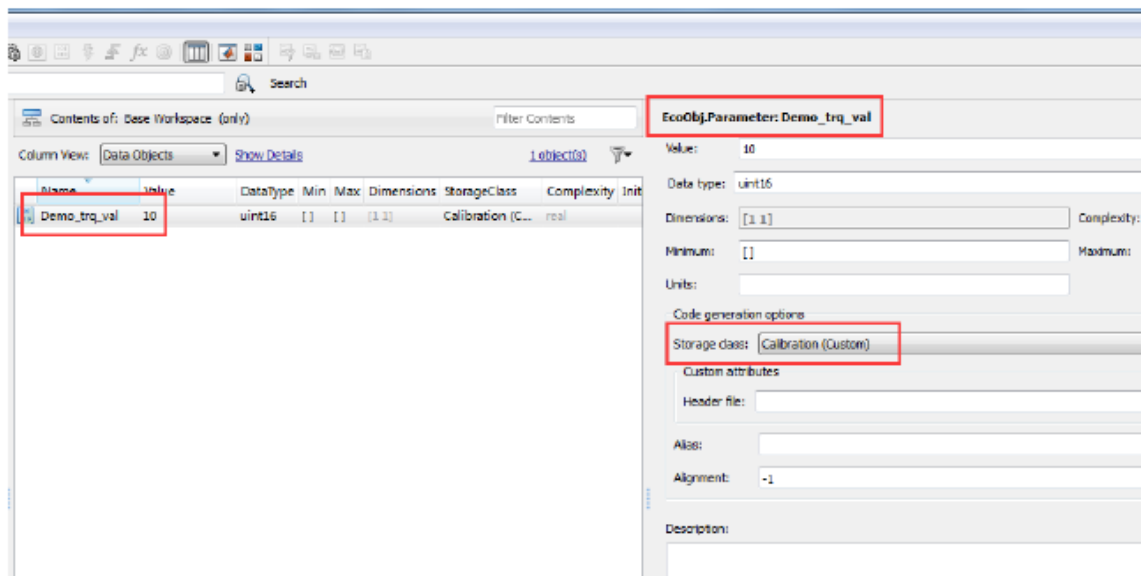 fx
Search
Contents of: Base Workspace (only)
Filter Contents
Column View: Data Objects Show Details 1 object(s)
Name Value DataType Min Max Dimensions StorageClass Complexity Init
Demo_trq_val 10 uint16 [ ] [ ] [1 1] Calibration (C... real
EcoObj.Parameter: Demo_trq_val
Value: 10
Data type: uint16
Dimensions: [1 1] Complexity:
Minimum: [] Maximum:
Units:
Code generation options
Storage class: Calibration (Custom)
Custom attributes
Header file:
Alias:
Alignment: -1
Description: